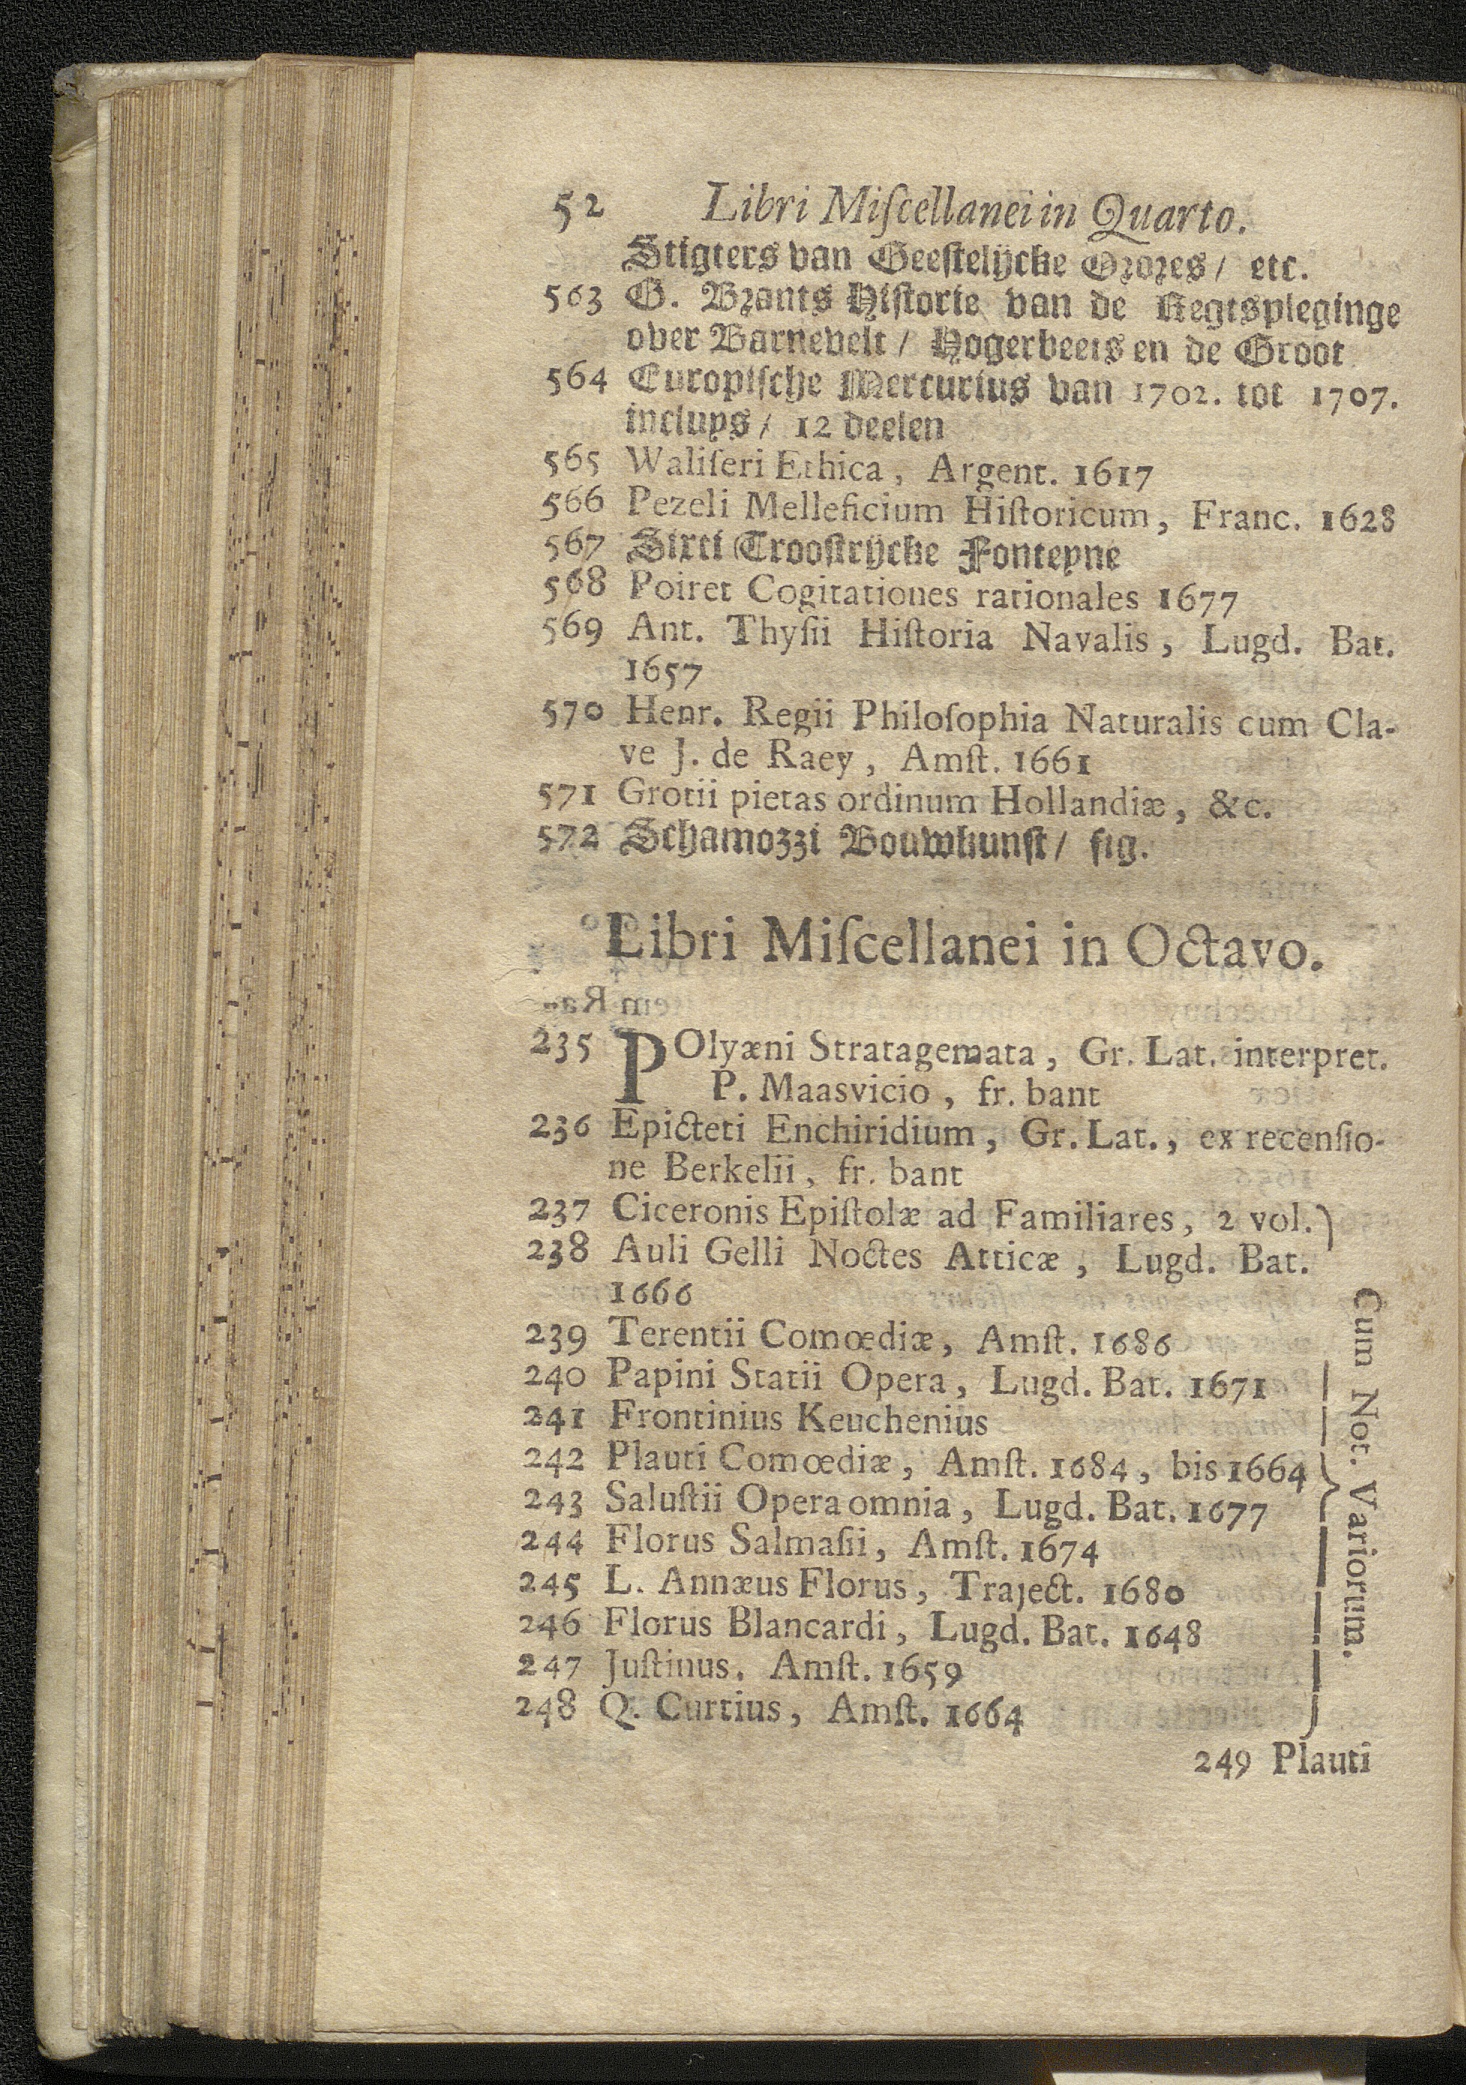 52 Libri Miſcellanei in Quarto.
Stigters van Geeſtelijcke Orores / etc.
563 G. Brants Hiſtorie van de Regtspleginge
over Barnevelt / Hogerbeets en de Groot
564 Europiſche Mercurius van 1702. tot 1707.
incluys / 12 deelen
565 Waliſeri Ethica, Argent. 1617
566 Pezeli Mellificium Hiſtoricum, Franc. 1628
567 Sixti Trooſtrijcke Fonteyne
568 Poiret Cogitationes rationales 1677
569 Ant. Thyſii Hiſtoria Navalis, Lugd. Bat.
1657
570 Henr. Regii Philoſophia Naturalis cum Cla-
ve J. de Raey, Amſt. 1661
571 Grotii pietas ordinum Hollandiæ, &c.
572 Schamozzi Bouwkunſt / fig.
Libri Miſcellanei in Octavo.
235 POlyæni Stratagemata, Gr. Lat. interpret.
P. Maasvicio, fr. bant
236 Epicteti Enchiridium, Gr. Lat., ex recenſio-
ne Berkelii, fr. bant
237 Ciceronis Epiſtolæ ad Familiares, 2 vol.
238 Auli Gelli Noctes Atticæ, Lugd. Bat.
1666
239 Terentii Comœdiæ, Amſt. 1686
240 Papini Statii Opera, Lugd. Bat. 1671
241 Frontinius Keuchenius
242 Plauti Comœdiæ, Amſt. 1684, bis 1664
243 Saluſtii Opera omnia, Lugd. Bat. 1677
244 Florus Salmaſii, Amſt. 1674
245 L. Annæus Florus, Traject. 1680
246 Florus Blancardi, Lugd. Bat. 1648
247 Juſtinus. Amſt. 1659
248 Q. Curtius, Amſt. 1664
Cum Not. Variorum.
249 Plauti